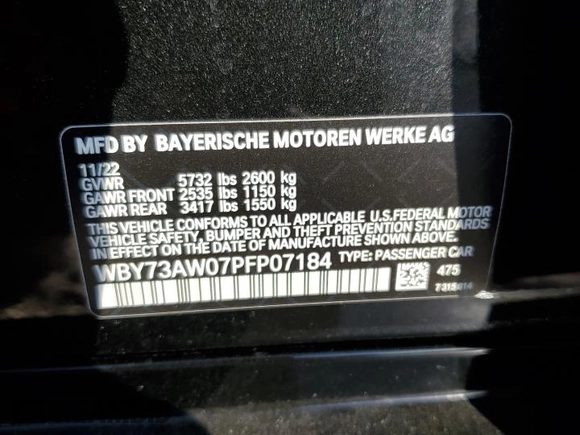 MFD BY BAYERISCHE MOTOREN WERKE AG
11/22
GVWR 5732 lbs 2600 kg
GAWR FRONT 2535 lbs 1150 kg
GAWR REAR 3417 lbs 1550 kg
THIS VEHICLE CONFORMS TO ALL APPLICABLE U.S.FEDERAL MOTOR
VEHICLE SAFETY, BUMPER AND THEFT PREVENTION STANDARDS
IN EFFECT ON THE DATE OF MANUFACTURE SHOWN ABOVE.
WBY73AW07PFP07184 TYPE: PASSENGER CAR
475
7315814